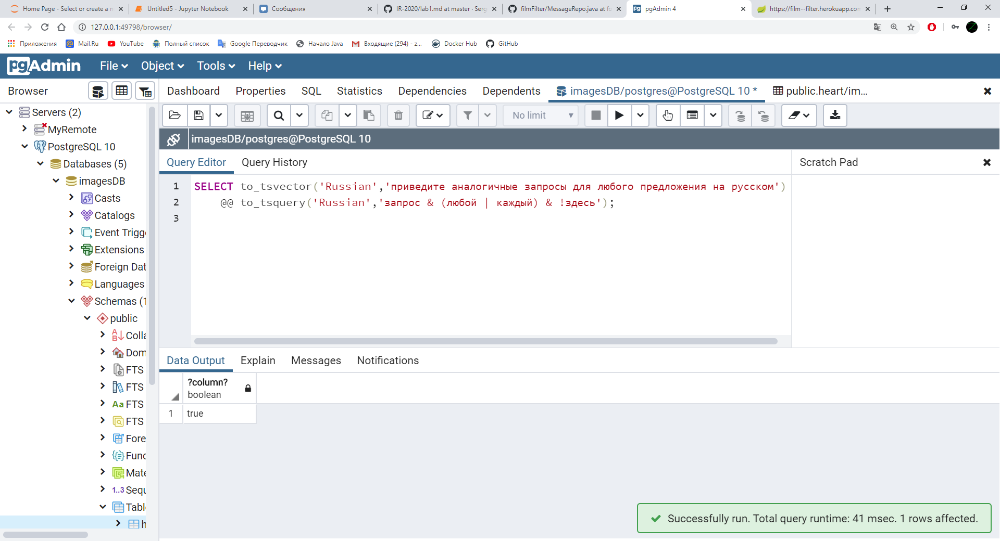 Home Page - Select or create a n
Untitled5 - Jupyter Notebook
Сообщения
IR-2020/lab1.md at master · Serg
filmFilter/MessageRepo.java at fc
pgAdmin 4
https://film--filter.herokuapp.con
127.0.0.1:49798/browser/
Приложения
Mail.Ru
YouTube
Полный список
Google Переводчик
Начало Java
Входящие (294) - z...
Docker Hub
GitHub
pgAdmin
File
Object
Tools
Help
Browser
Dashboard
Properties
SQL
Statistics
Dependencies
Dependents
imagesDB/postgres@PostgreSQL 10 *
public.heart/im...
No limit
imagesDB/postgres@PostgreSQL 10
Query Editor
Query History
Scratch Pad
1 SELECT to_tsvector('Russian','приведите аналогичные запросы для любого предложения на русском')
2 @@ to_tsquery('Russian','запрос & (любой | каждый) & !здесь');
3
Servers (2)
MyRemote
PostgreSQL 10
Databases (5)
imagesDB
Casts
Catalogs
Event Trigg
Extensions
Foreign Dat
Languages
Schemas (1
public
Colla
Dom
FTS
FTS
Aa FTS
FTS
Fore
Func
Mate
1..3 Sequ
Tabl
h
Data Output
Explain
Messages
Notifications
?column?
boolean
1 true
Successfully run. Total query runtime: 41 msec. 1 rows affected.